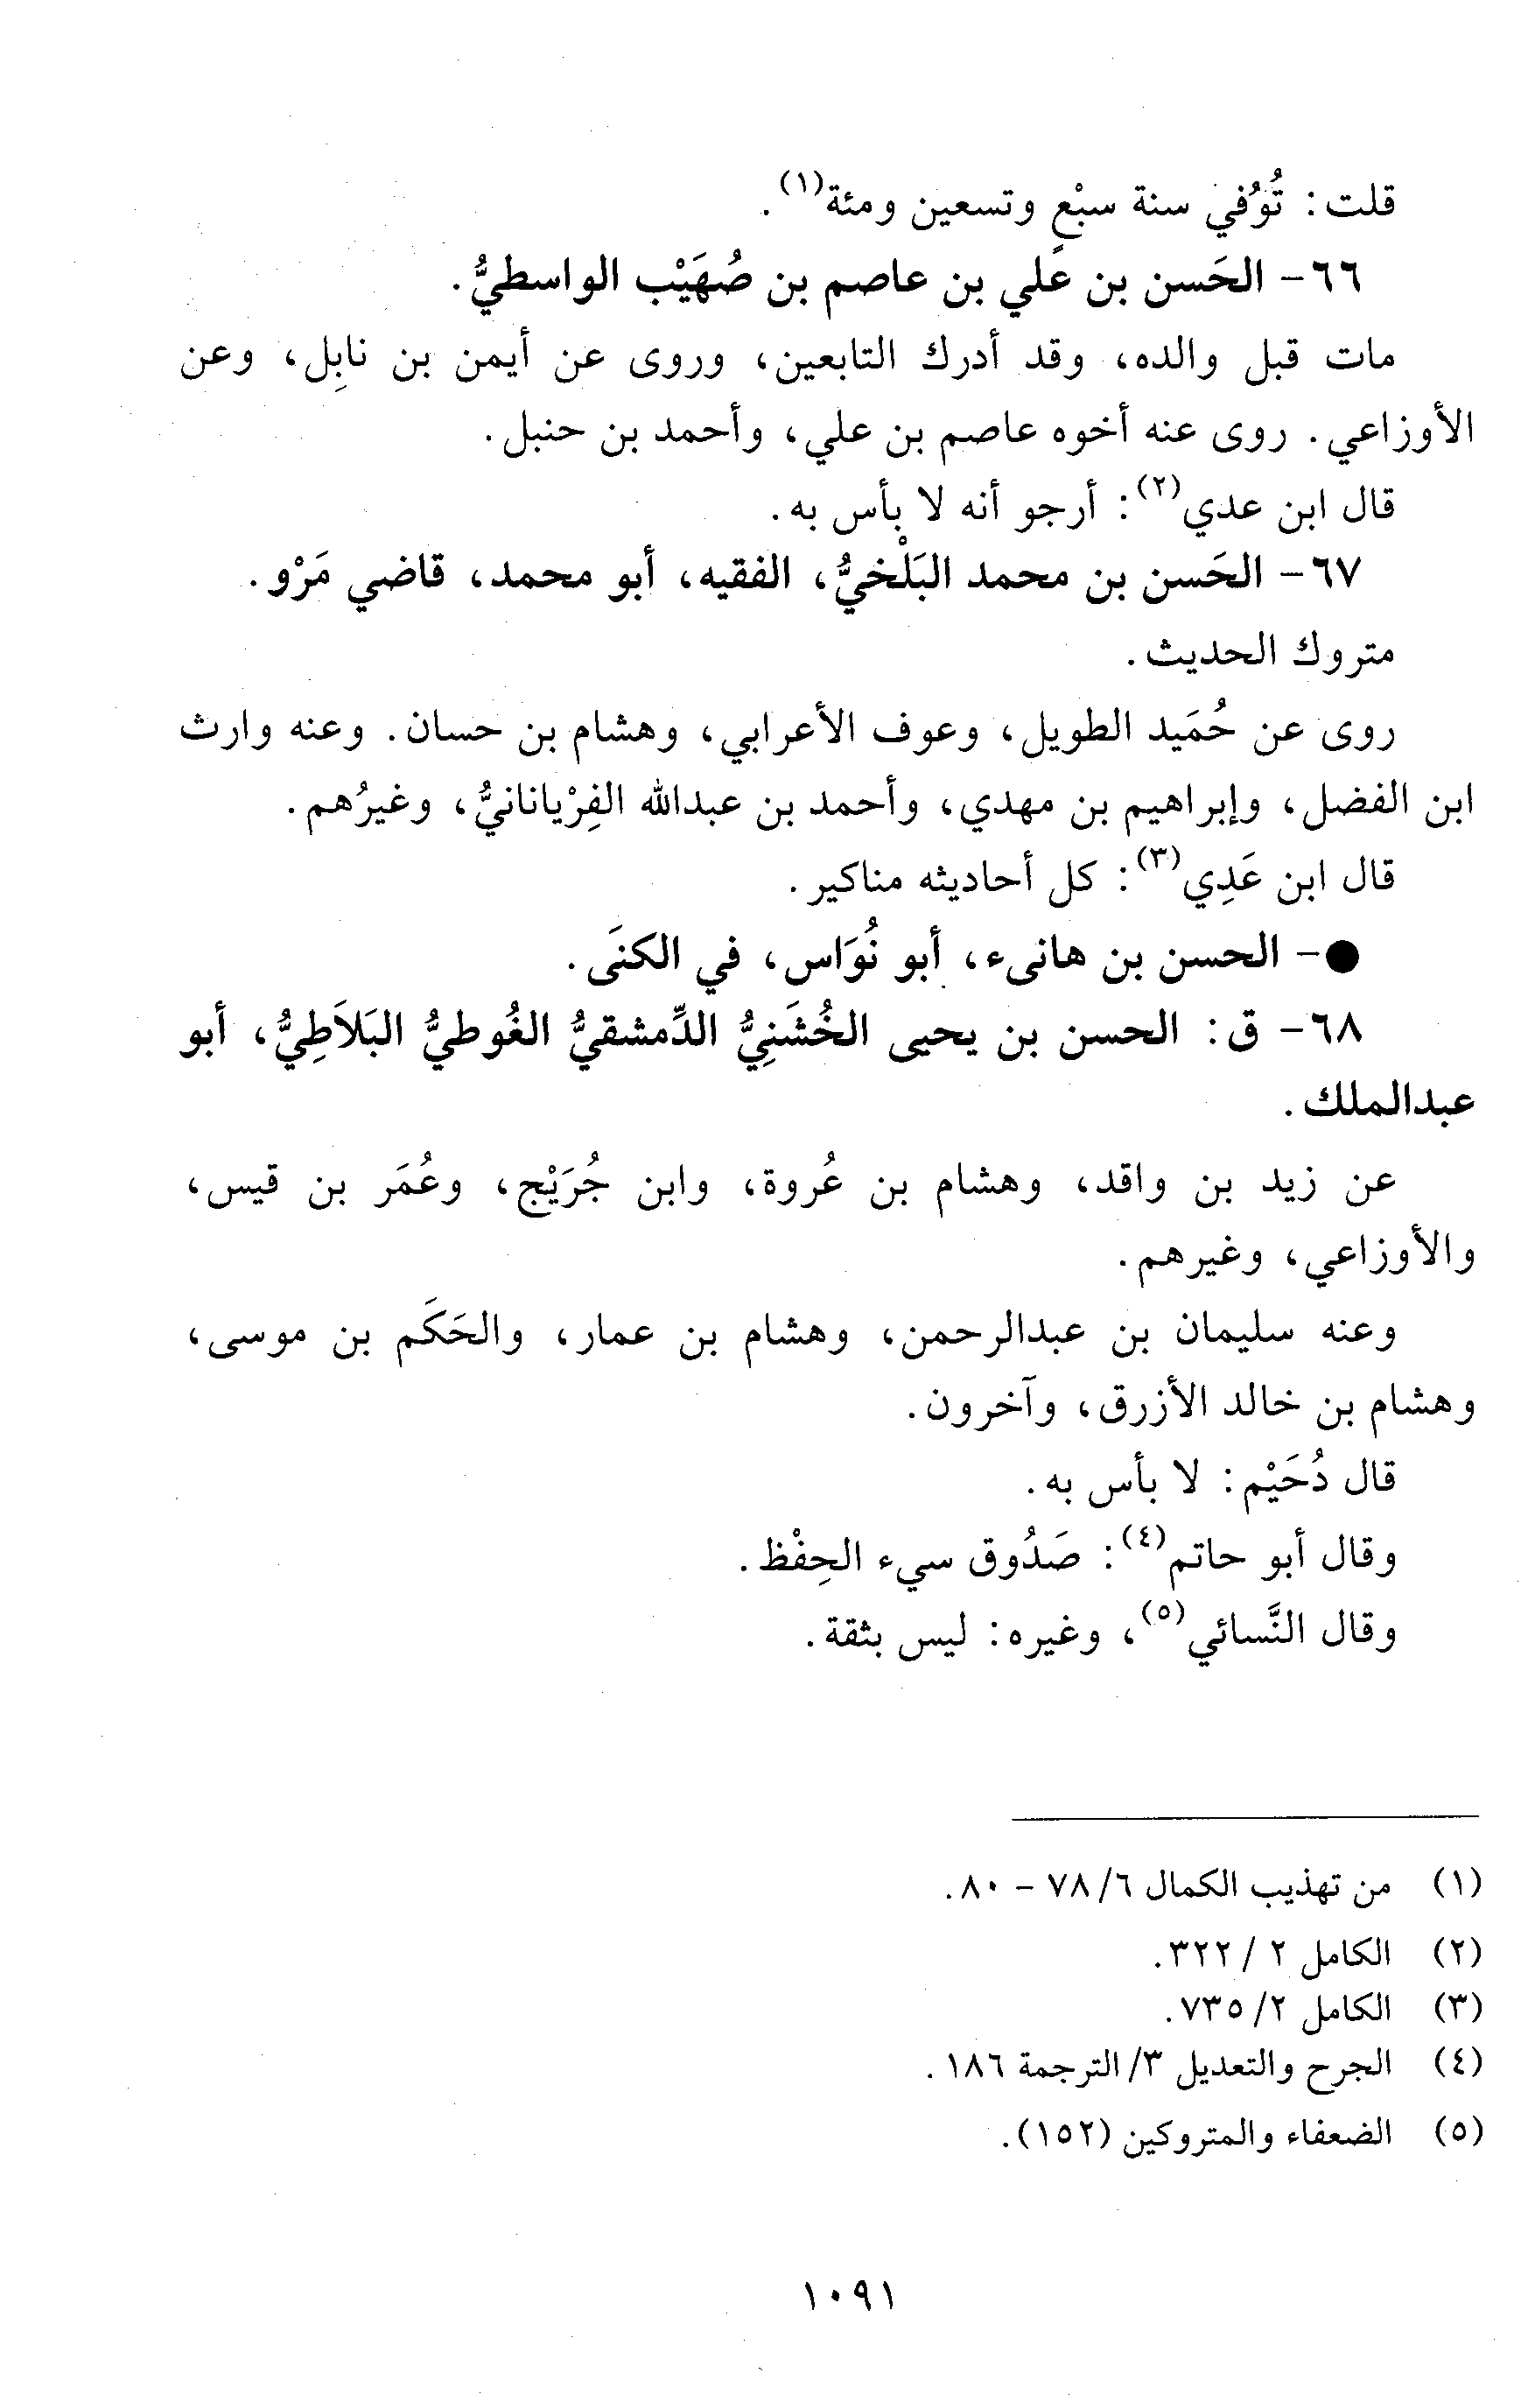 قلت: تُوُفي سنة سبْعٍ وتسعين ومئة(١).
٦٦- الحَسن بن علي بن عاصم بن صُهَيْب الواسطيُّ.
مات قبل والده، وقد أدرك التابعين، وروى عن أيمن بن نابِل، وعن
الأوزاعي. روى عنه أخوه عاصم بن علي، وأحمد بن حنبل.
قال ابن عدي(٢): أرجو أنه لا بأس به.
٦٧- الحَسن بن محمد البَلْخيُّ، الفقيه، أبو محمد، قاضي مَرْو.
متروك الحديث.
روى عن حُمَيد الطويل، وعوف الأعرابي، وهشام بن حسان. وعنه وارث
ابن الفضل، وإبراهيم بن مهدي، وأحمد بن عبدالله الفِرْيانانيُّ، وغيرُهم.
قال ابن عَدِي(٣): كل أحاديثه مناكير.
●- الحسن بن هانىء، أبو نُوَاس، في الكنَى.
٦٨- ق: الحسن بن يحيى الخُشَنِيُّ الدِّمشقيُّ الغُوطيُّ البَلاَطِيُّ، أبو
عبدالملك.
عن زيد بن واقد، وهشام بن عُروة، وابن جُرَيْج، وعُمَر بن قيس،
والأوزاعي، وغيرهم.
وعنه سليمان بن عبدالرحمن، وهشام بن عمار، والحَكَم بن موسى،
وهشام بن خالد الأزرق، وآخرون.
قال دُحَيْم: لا بأس به.
وقال أبو حاتم(٤): صَدُوق سيء الحِفْظ.
وقال النَّسائي(٥)، وغيره: ليس بثقة.
(١) من تهذيب الكمال ٦/ ٧٨ - ٨٠.
(٢) الكامل ٢ / ٣٢٢.
(٣) الكامل ٢/ ٧٣٥.
(٤) الجرح والتعديل ٣/ الترجمة ١٨٦.
(٥) الضعفاء والمتروكين (١٥٢).
١٠٩١